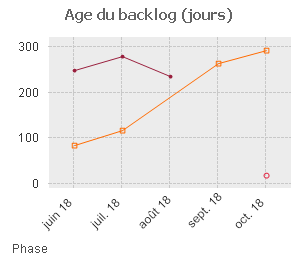 Age du backlog (jours)
300
200
100
0
juin 18
juil. 18
août 18
sept. 18
oct. 18
Phase